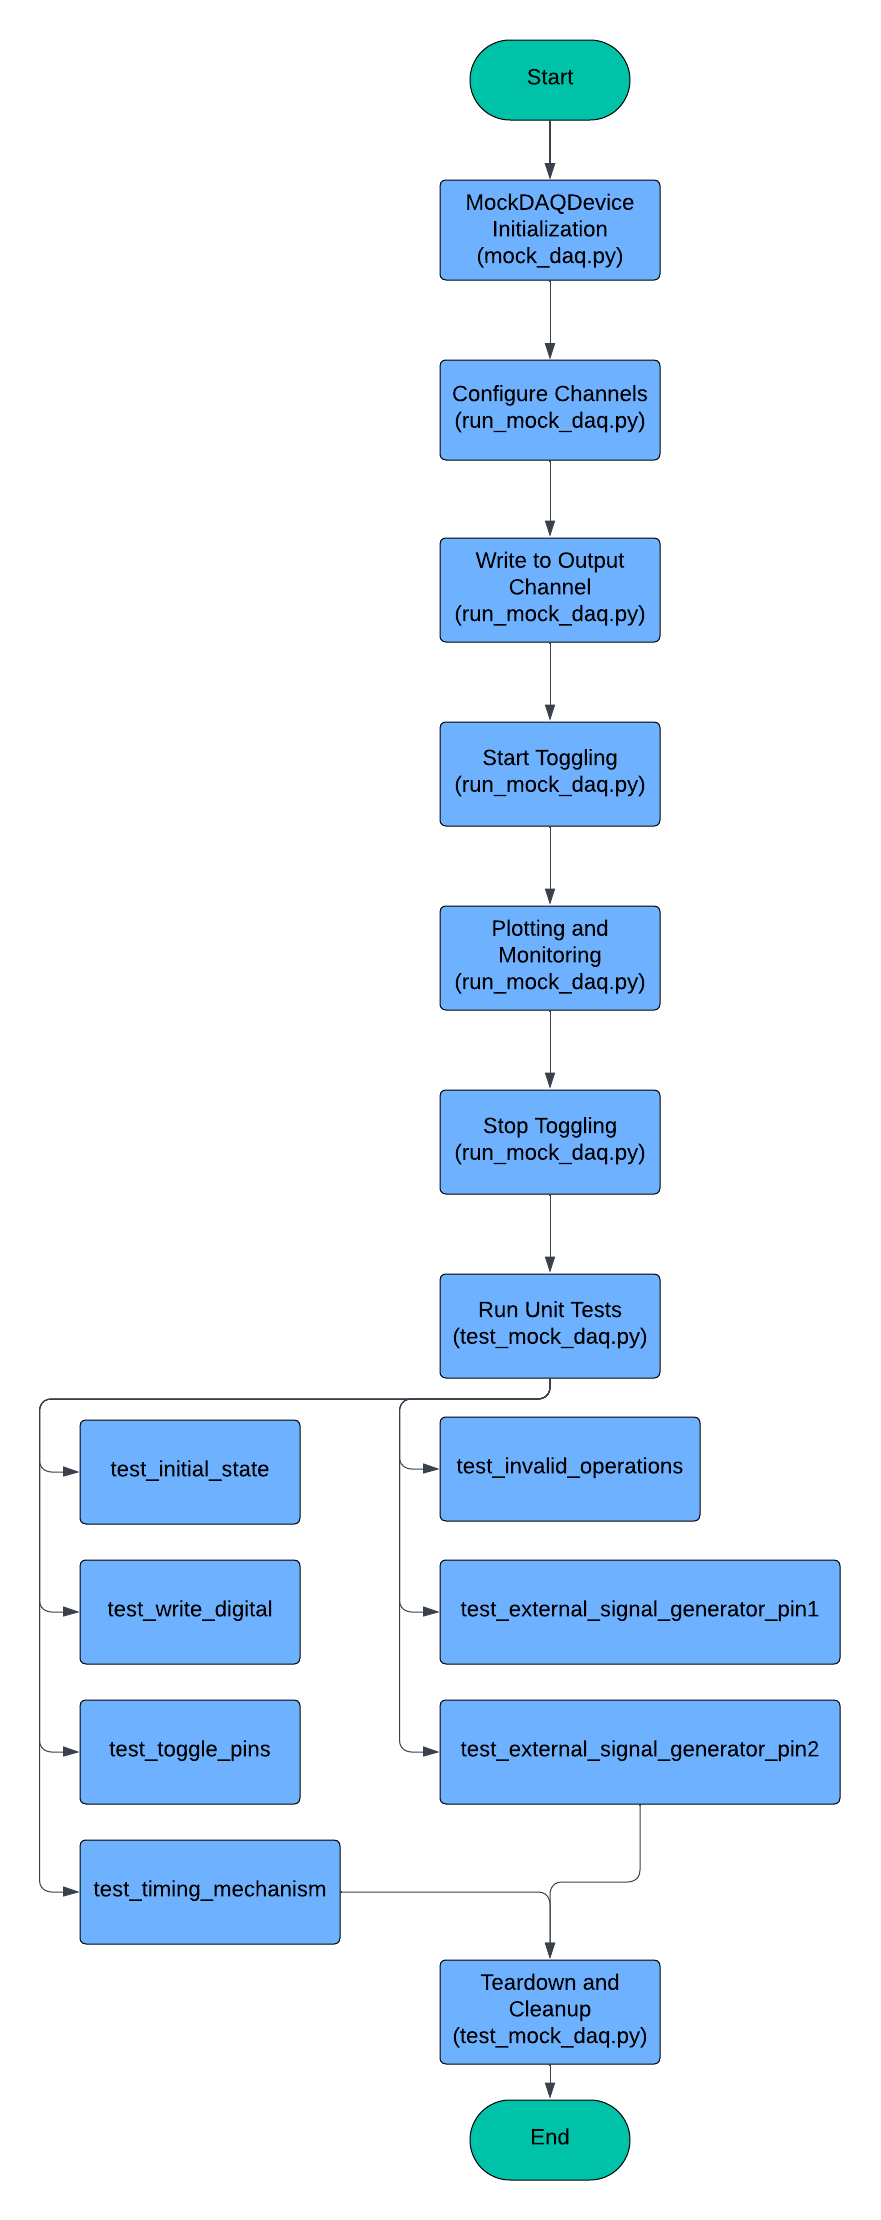 Start
MockDAQDevice
Initialization
(mock_daq.py)
Configure Channels
(run_mock_daq.py)
Write to Output
Channel
(run_mock_daq.py)
Start Toggling
(run_mock_daq.py)
Plotting and
Monitoring
(run_mock_daq.py)
Stop Toggling
(run_mock_daq.py)
Run Unit Tests
(test_mock_daq.py)
test_initial_state
test_write_digital
test_toggle_pins
test_timing_mechanism
test_invalid_operations
test_external_signal_generator_pin1
test_external_signal_generator_pin2
Teardown and
Cleanup
(test_mock_daq.py)
End